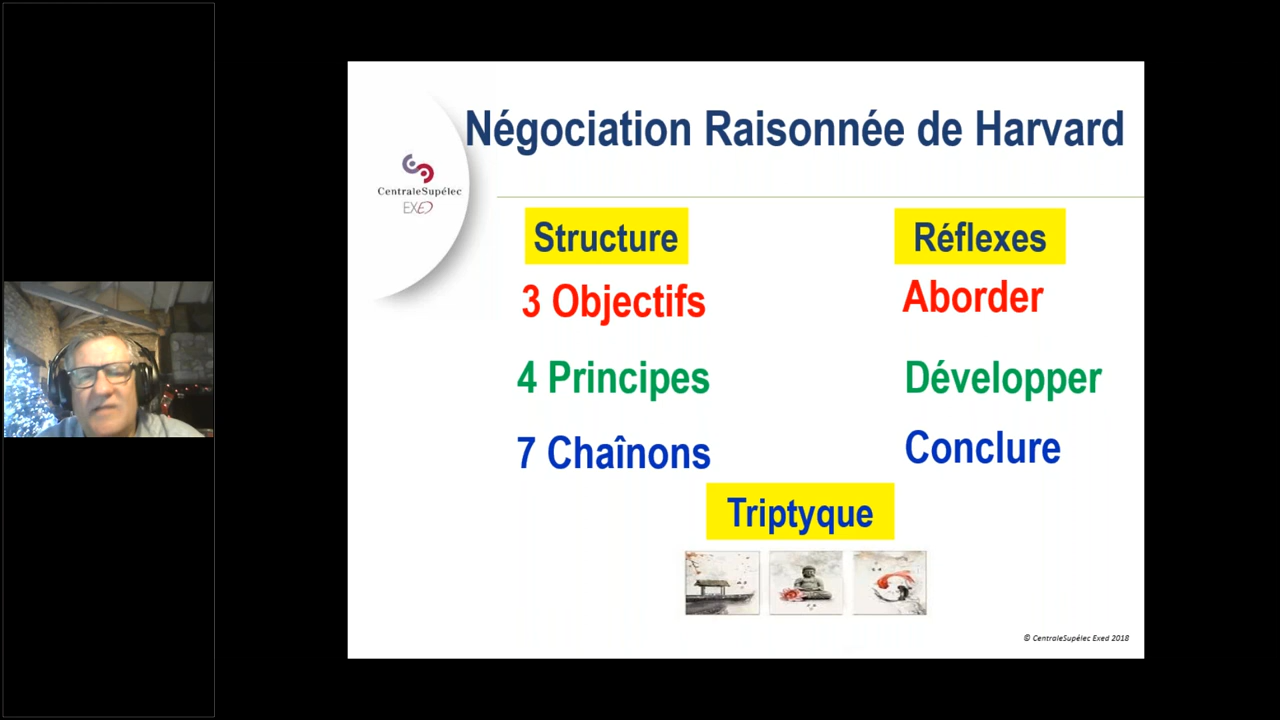 Négociation Raisonnée de Harvard
CentraleSupélec
EXED
Structure
Réflexes
3 Objectifs
Aborder
4 Principes
Développer
7 Chaînons
Conclure
Triptyque
© CentraleSupélec Exed 2018